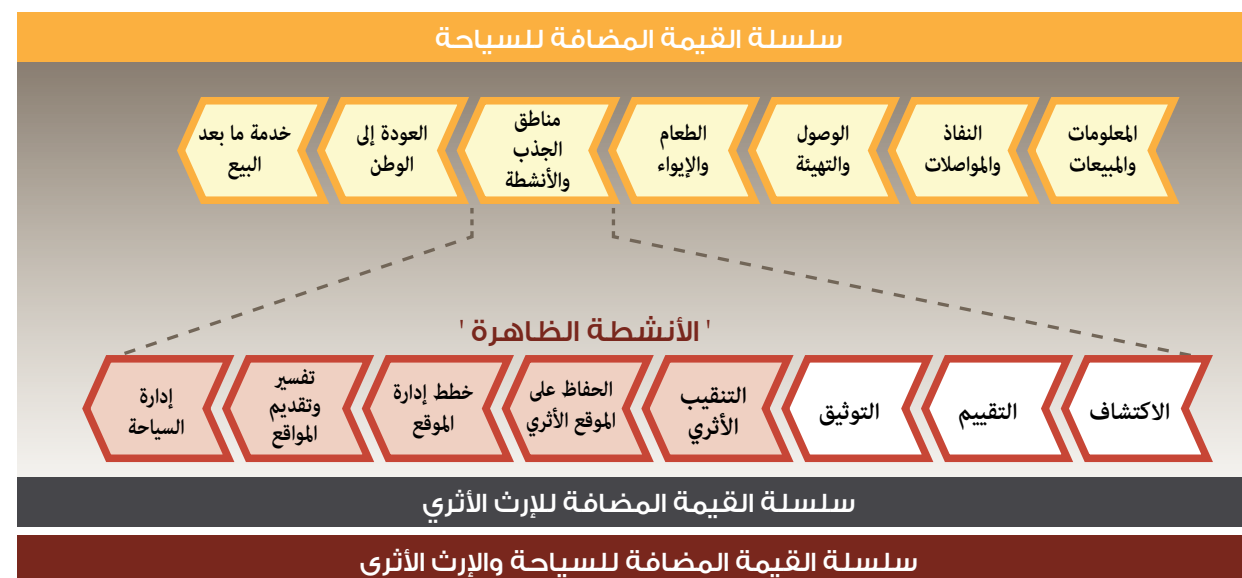 سلسلة القيمة المضافة للسياحة
المعلومات
والمبيعات
النفاذ
والمواصلات
الوصول
والتهيئة
الطعام
والإيواء
مناطق
الجذب
والأنشطة
العودة إلى
الوطن
خدمة ما بعد
البيع
'الأنشطة الظاهرة'
الاكتشاف
التقييم
التوثيق
التنقيب
الأثري
الحفاظ على
الموقع الأثري
خطط إدارة
الموقع
تفسير
وتقديم
المواقع
إدارة
السياحة
سلسلة القيمة المضافة للإرث الأثري
سلسلة القيمة المضافة للسياحة والإرث الأثري